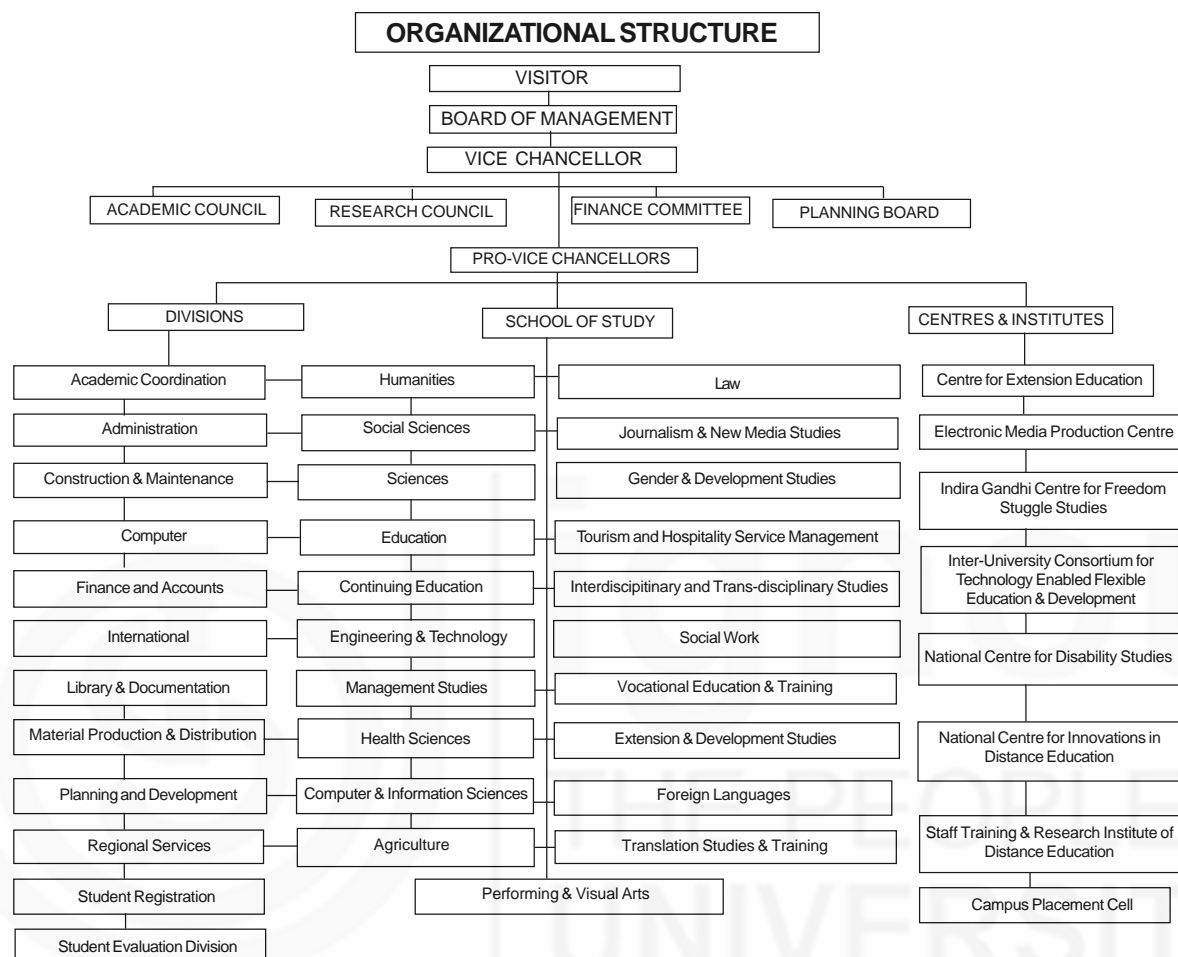 ORGANIZATIONAL STRUCTURE
VISITOR
BOARD OF MANAGEMENT
VICE CHANCELLOR
ACADEMIC COUNCIL
RESEARCH COUNCIL
FINANCE COMMITTEE
PLANNING BOARD
PRO-VICE CHANCELLORS
DIVISIONS
SCHOOL OF STUDY
CENTRES & INSTITUTES
Academic Coordination
Humanities
Law
Centre for Extension Education
Administration
Social Sciences
Journalism & New Media Studies
Electronic Media Production Centre
Construction & Maintenance
Sciences
Gender & Development Studies
Indira Gandhi Centre for Freedom
Stuggle Studies
Computer
Education
Tourism and Hospitality Service Management
Inter-University Consortium for
Technology Enabled Flexible
Education & Development
Finance and Accounts
Continuing Education
Interdiscipitinary and Trans-disciplinary Studies
International
Engineering & Technology
Social Work
National Centre for Disability Studies
Library & Documentation
Management Studies
Vocational Education & Training
Material Production & Distribution
Health Sciences
Extension & Development Studies
National Centre for Innovations in
Distance Education
Planning and Development
Computer & Information Sciences
Foreign Languages
Regional Services
Agriculture
Translation Studies & Training
Staff Training & Research Institute of
Distance Education
Student Registration
Performing & Visual Arts
Campus Placement Cell
Student Evaluation Division
ignou
THE PEOPLE
UNIVERSIT